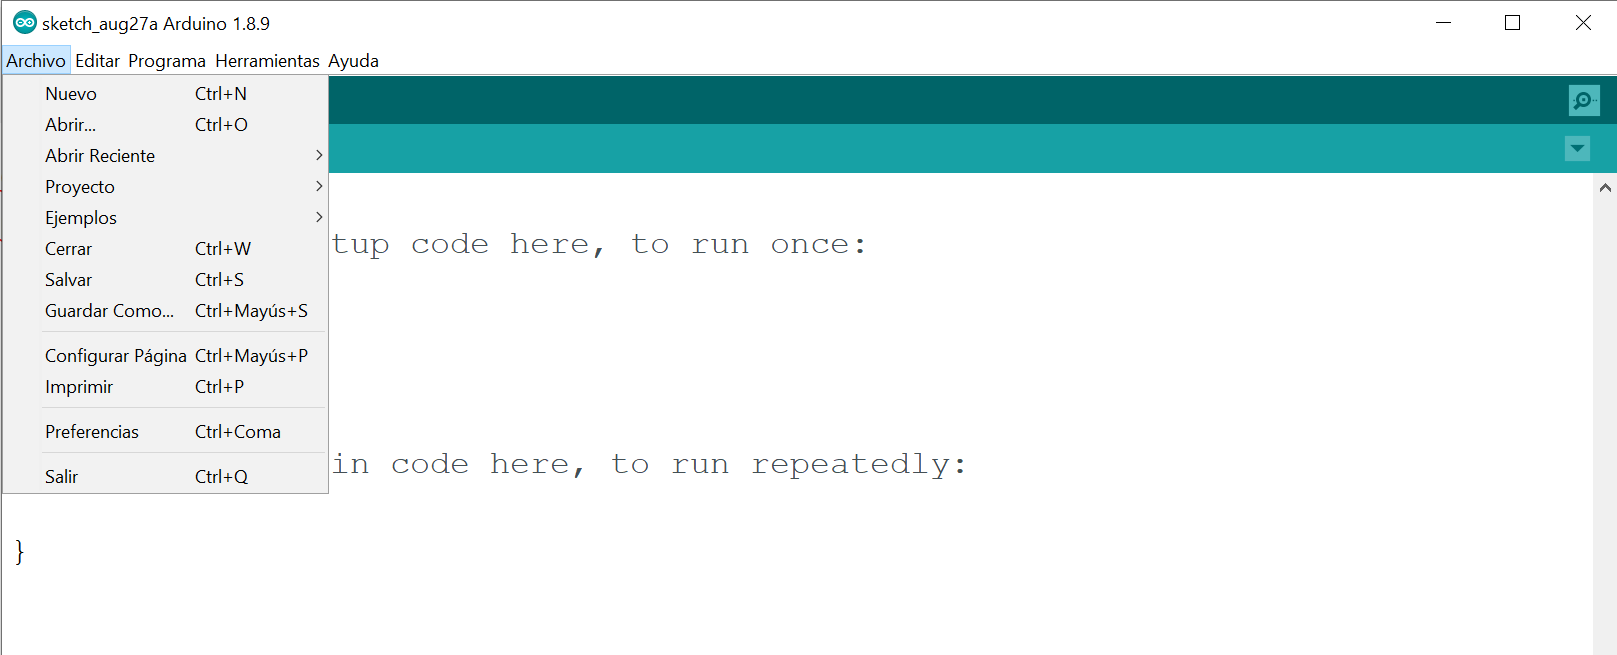 sketch_aug27a Arduino 1.8.9
Archivo Editar Programa Herramientas Ayuda
Nuevo Ctrl+N
Abrir... Ctrl+O
Abrir Reciente
Proyecto
Ejemplos
Cerrar Ctrl+W
tup code here, to run once:
Salvar Ctrl+S
Guardar Como... Ctrl+Mayús+S
Configurar Página Ctrl+Mayús+P
Imprimir Ctrl+P
Preferencias Ctrl+Coma
in code here, to run repeatedly:
Salir Ctrl+Q
}